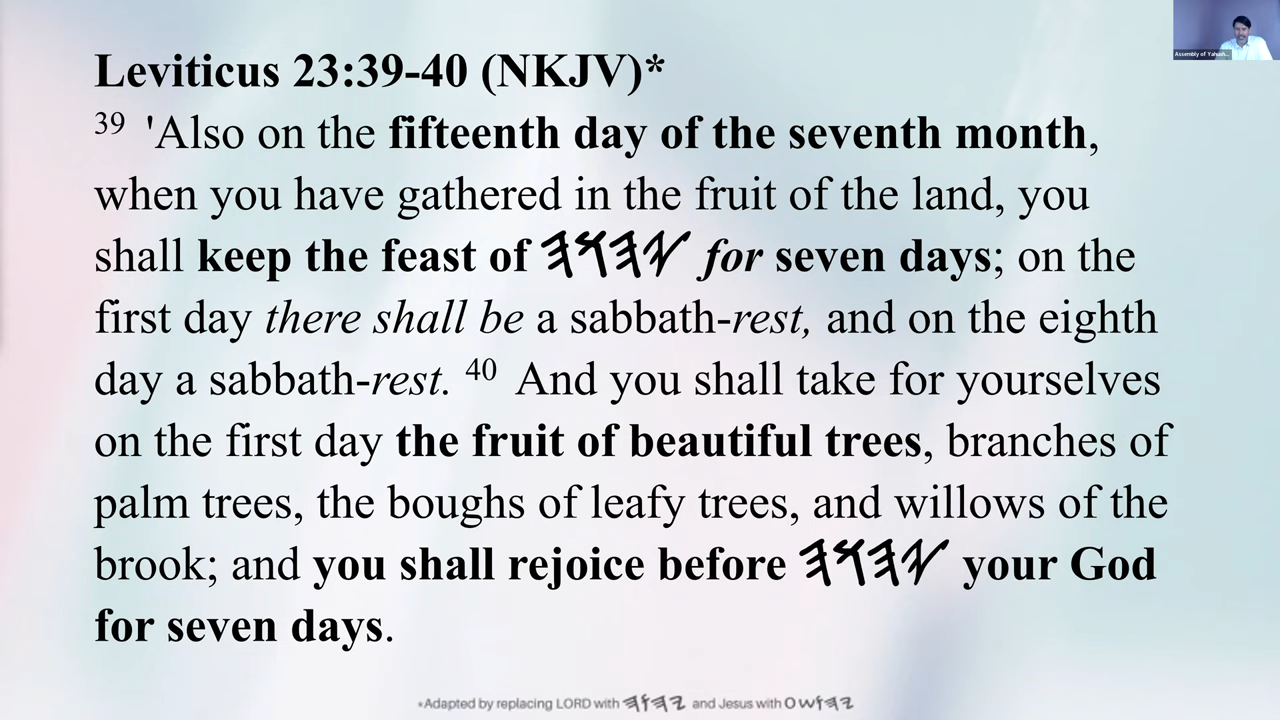 Leviticus 23:39-40 (NKJV)*
39 'Also on the fifteenth day of the seventh month,
when you have gathered in the fruit of the land, you
shall keep the feast of 𐤉𐤄𐤅𐤄 for seven days; on the
first day there shall be a sabbath-rest, and on the eighth
day a sabbath-rest. 40 And you shall take for yourselves
on the first day the fruit of beautiful trees, branches of
palm trees, the boughs of leafy trees, and willows of the
brook; and you shall rejoice before 𐤉𐤄𐤅𐤄 your God
for seven days.
*Adapted by replacing LORD with 𐤉𐤄𐤅𐤄 and Jesus with 𐤉𐤄𐤅𐤔𐤏
Assembly of Yahush...